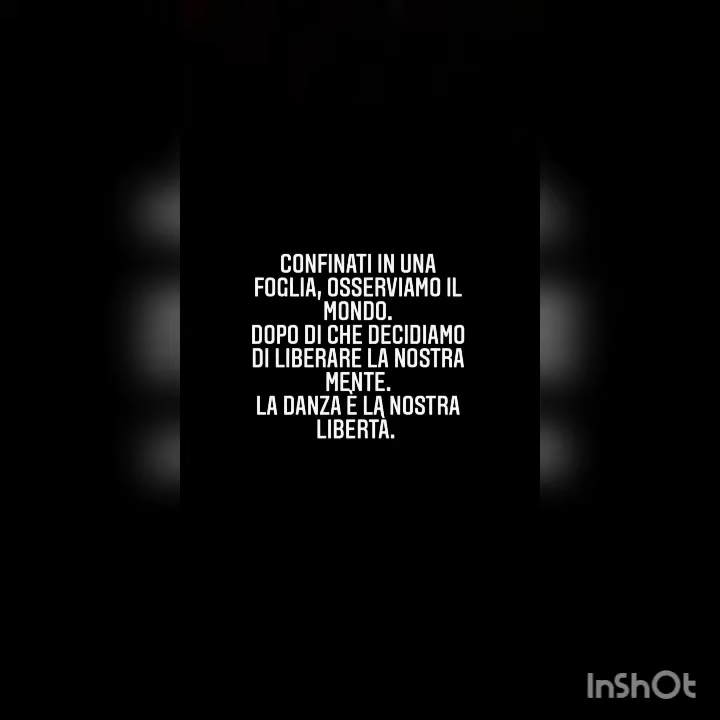 CONFINATI IN UNA
FOGLIA, OSSERVIAMO IL
MONDO.
DOPO DI CHE DECIDIAMO
DI LIBERARE LA NOSTRA
MENTE.
LA DANZA È LA NOSTRA
LIBERTÀ.
InShOt